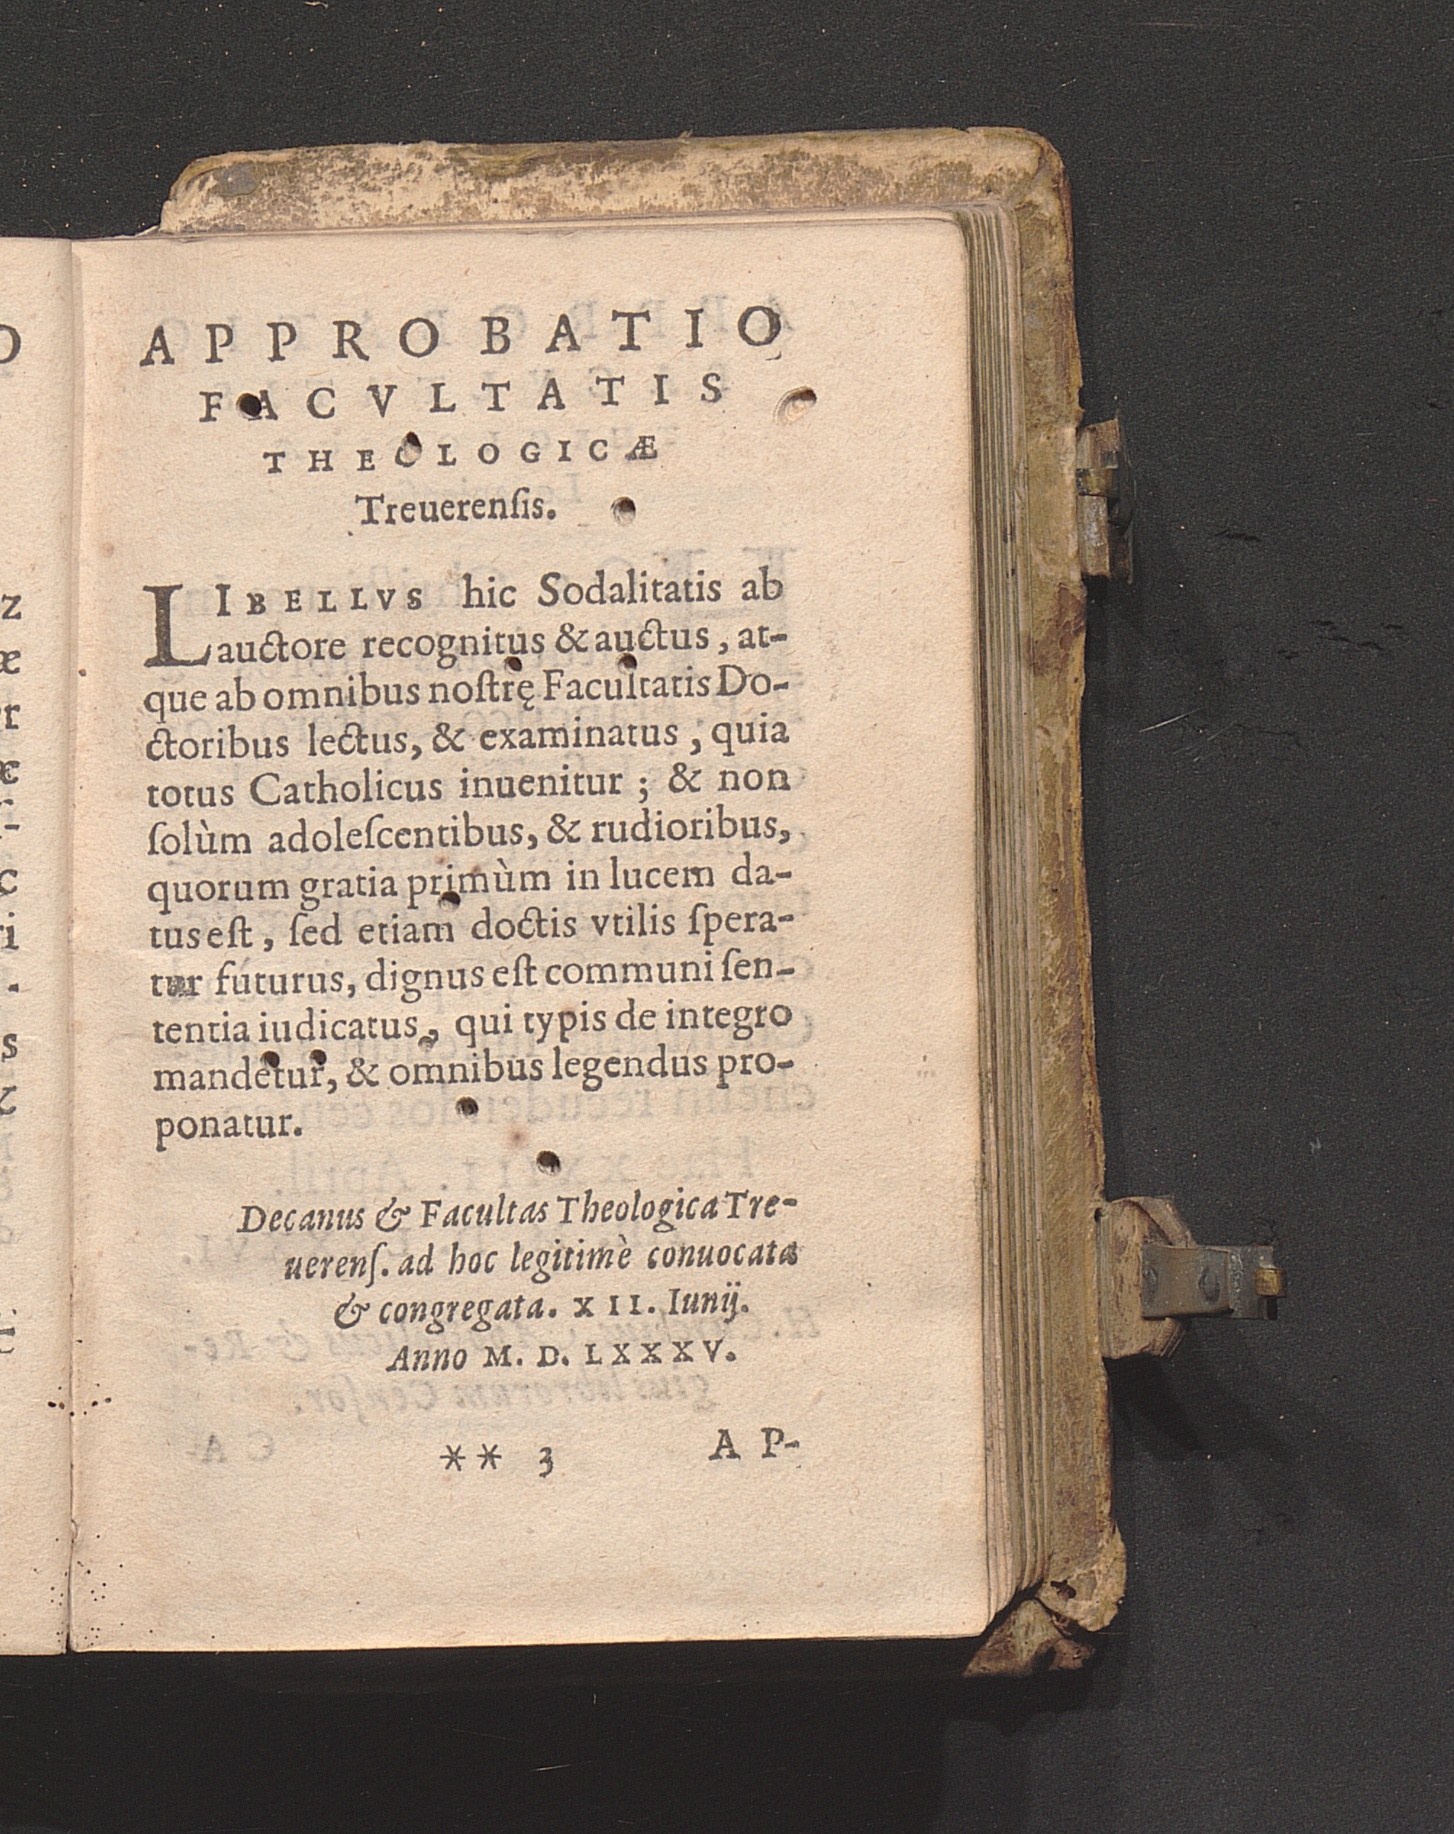 APPROBATIO
FACVLTATIS
THEOLOGICÆ
Treuerenſis.
LIBELLVS hic Sodalitatis ab
auctore recognitus & auctus, at-
que ab omnibus noſtrę Facultatis Do-
ctoribus lectus, & examinatus, quia
totus Catholicus inuenitur; & non
ſolùm adoleſcentibus, & rudioribus,
quorum gratia primùm in lucem da-
tus eſt, ſed etiam doctis vtilis ſpera-
tur futurus, dignus eſt communi ſen-
tentia iudicatus, qui typis de integro
mandetur, & omnibus legendus pro-
ponatur.
Decanus & Facultas Theologica Tre-
uerenſ. ad hoc legitimè conuocata
& congregata. XII. Iunij.
Anno M. D. LXXXV.
** 3 AP-